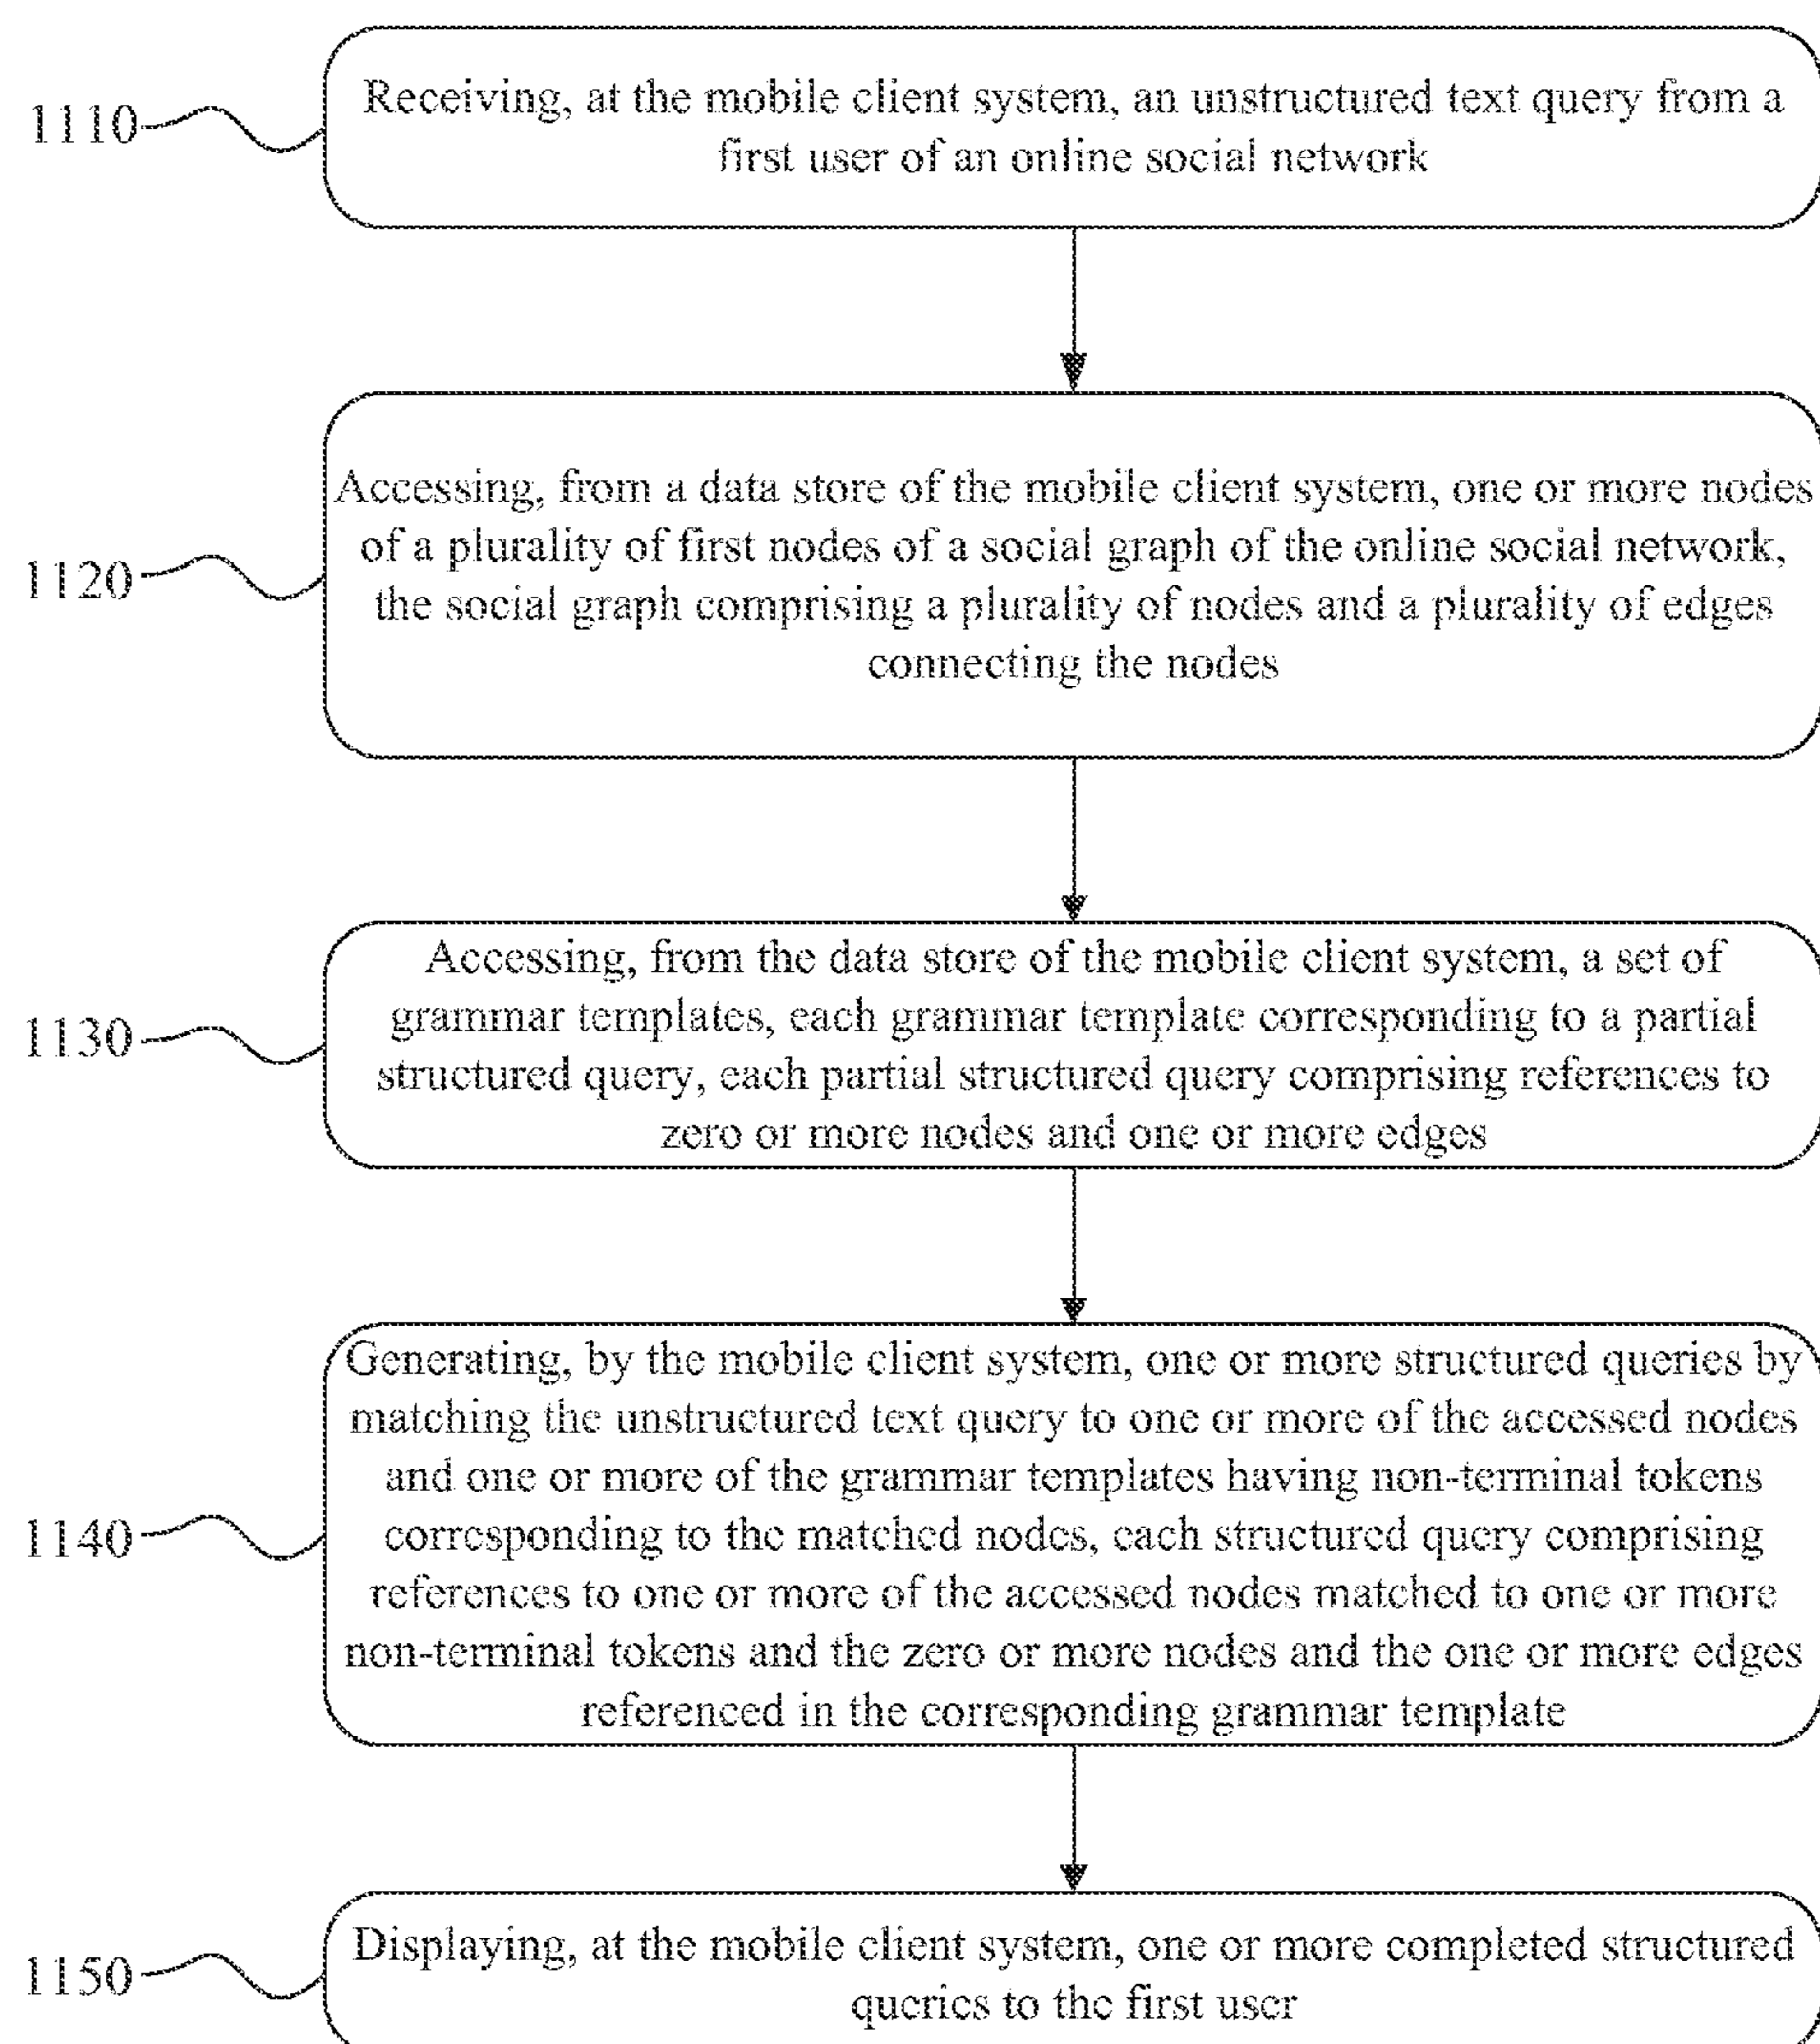 1110
Receiving, at the mobile client system, an unstructured text query from a
first user of an online social network
1120
Accessing, from a data store of the mobile client system, one or more nodes
of a plurality of first nodes of a social graph of the online social network,
the social graph comprising a plurality of nodes and a plurality of edges
connecting the nodes
1130
Accessing, from the data store of the mobile client system, a set of
grammar templates, each grammar template corresponding to a partial
structured query, each partial structured query comprising references to
zero or more nodes and one or more edges
1140
Generating, by the mobile client system, one or more structured queries by
matching the unstructured text query to one or more of the accessed nodes
and one or more of the grammar templates having non-terminal tokens
corresponding to the matched nodes, each structured query comprising
references to one or more of the accessed nodes matched to one or more
non-terminal tokens and the zero or more nodes and the one or more edges
referenced in the corresponding grammar template
1150
Displaying, at the mobile client system, one or more completed structured
queries to the first user